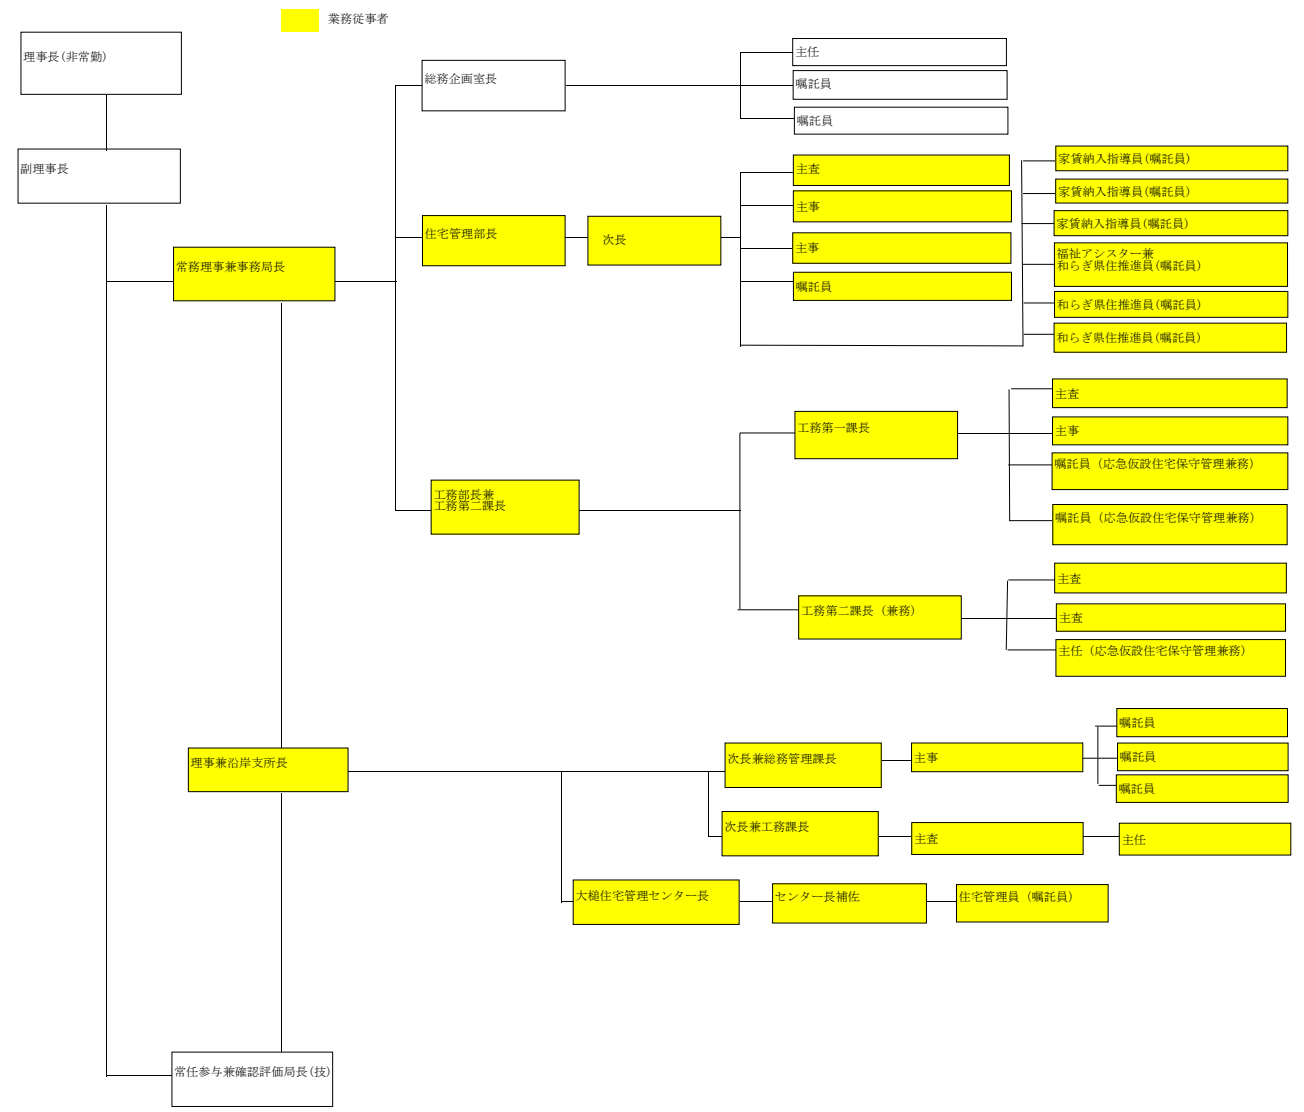 業務従事者
理事長(非常勤)
副理事長
常務理事兼事務局長
総務企画室長
主任
嘱託員
嘱託員
住宅管理部長
次長
主査
主事
主事
嘱託員
家賃納入指導員(嘱託員)
家賃納入指導員(嘱託員)
家賃納入指導員(嘱託員)
福祉アシスター兼
和らぎ県住推進員(嘱託員)
和らぎ県住推進員(嘱託員)
和らぎ県住推進員(嘱託員)
工務部長兼
工務第二課長
工務第一課長
主査
主事
嘱託員（応急仮設住宅保守管理兼務）
嘱託員（応急仮設住宅保守管理兼務）
工務第二課長（兼務）
主査
主査
主任（応急仮設住宅保守管理兼務）
理事兼沿岸支所長
次長兼総務管理課長
主事
嘱託員
嘱託員
嘱託員
次長兼工務課長
主査
主任
大槌住宅管理センター長
センター長補佐
住宅管理員（嘱託員）
常任参与兼確認評価局長(技)